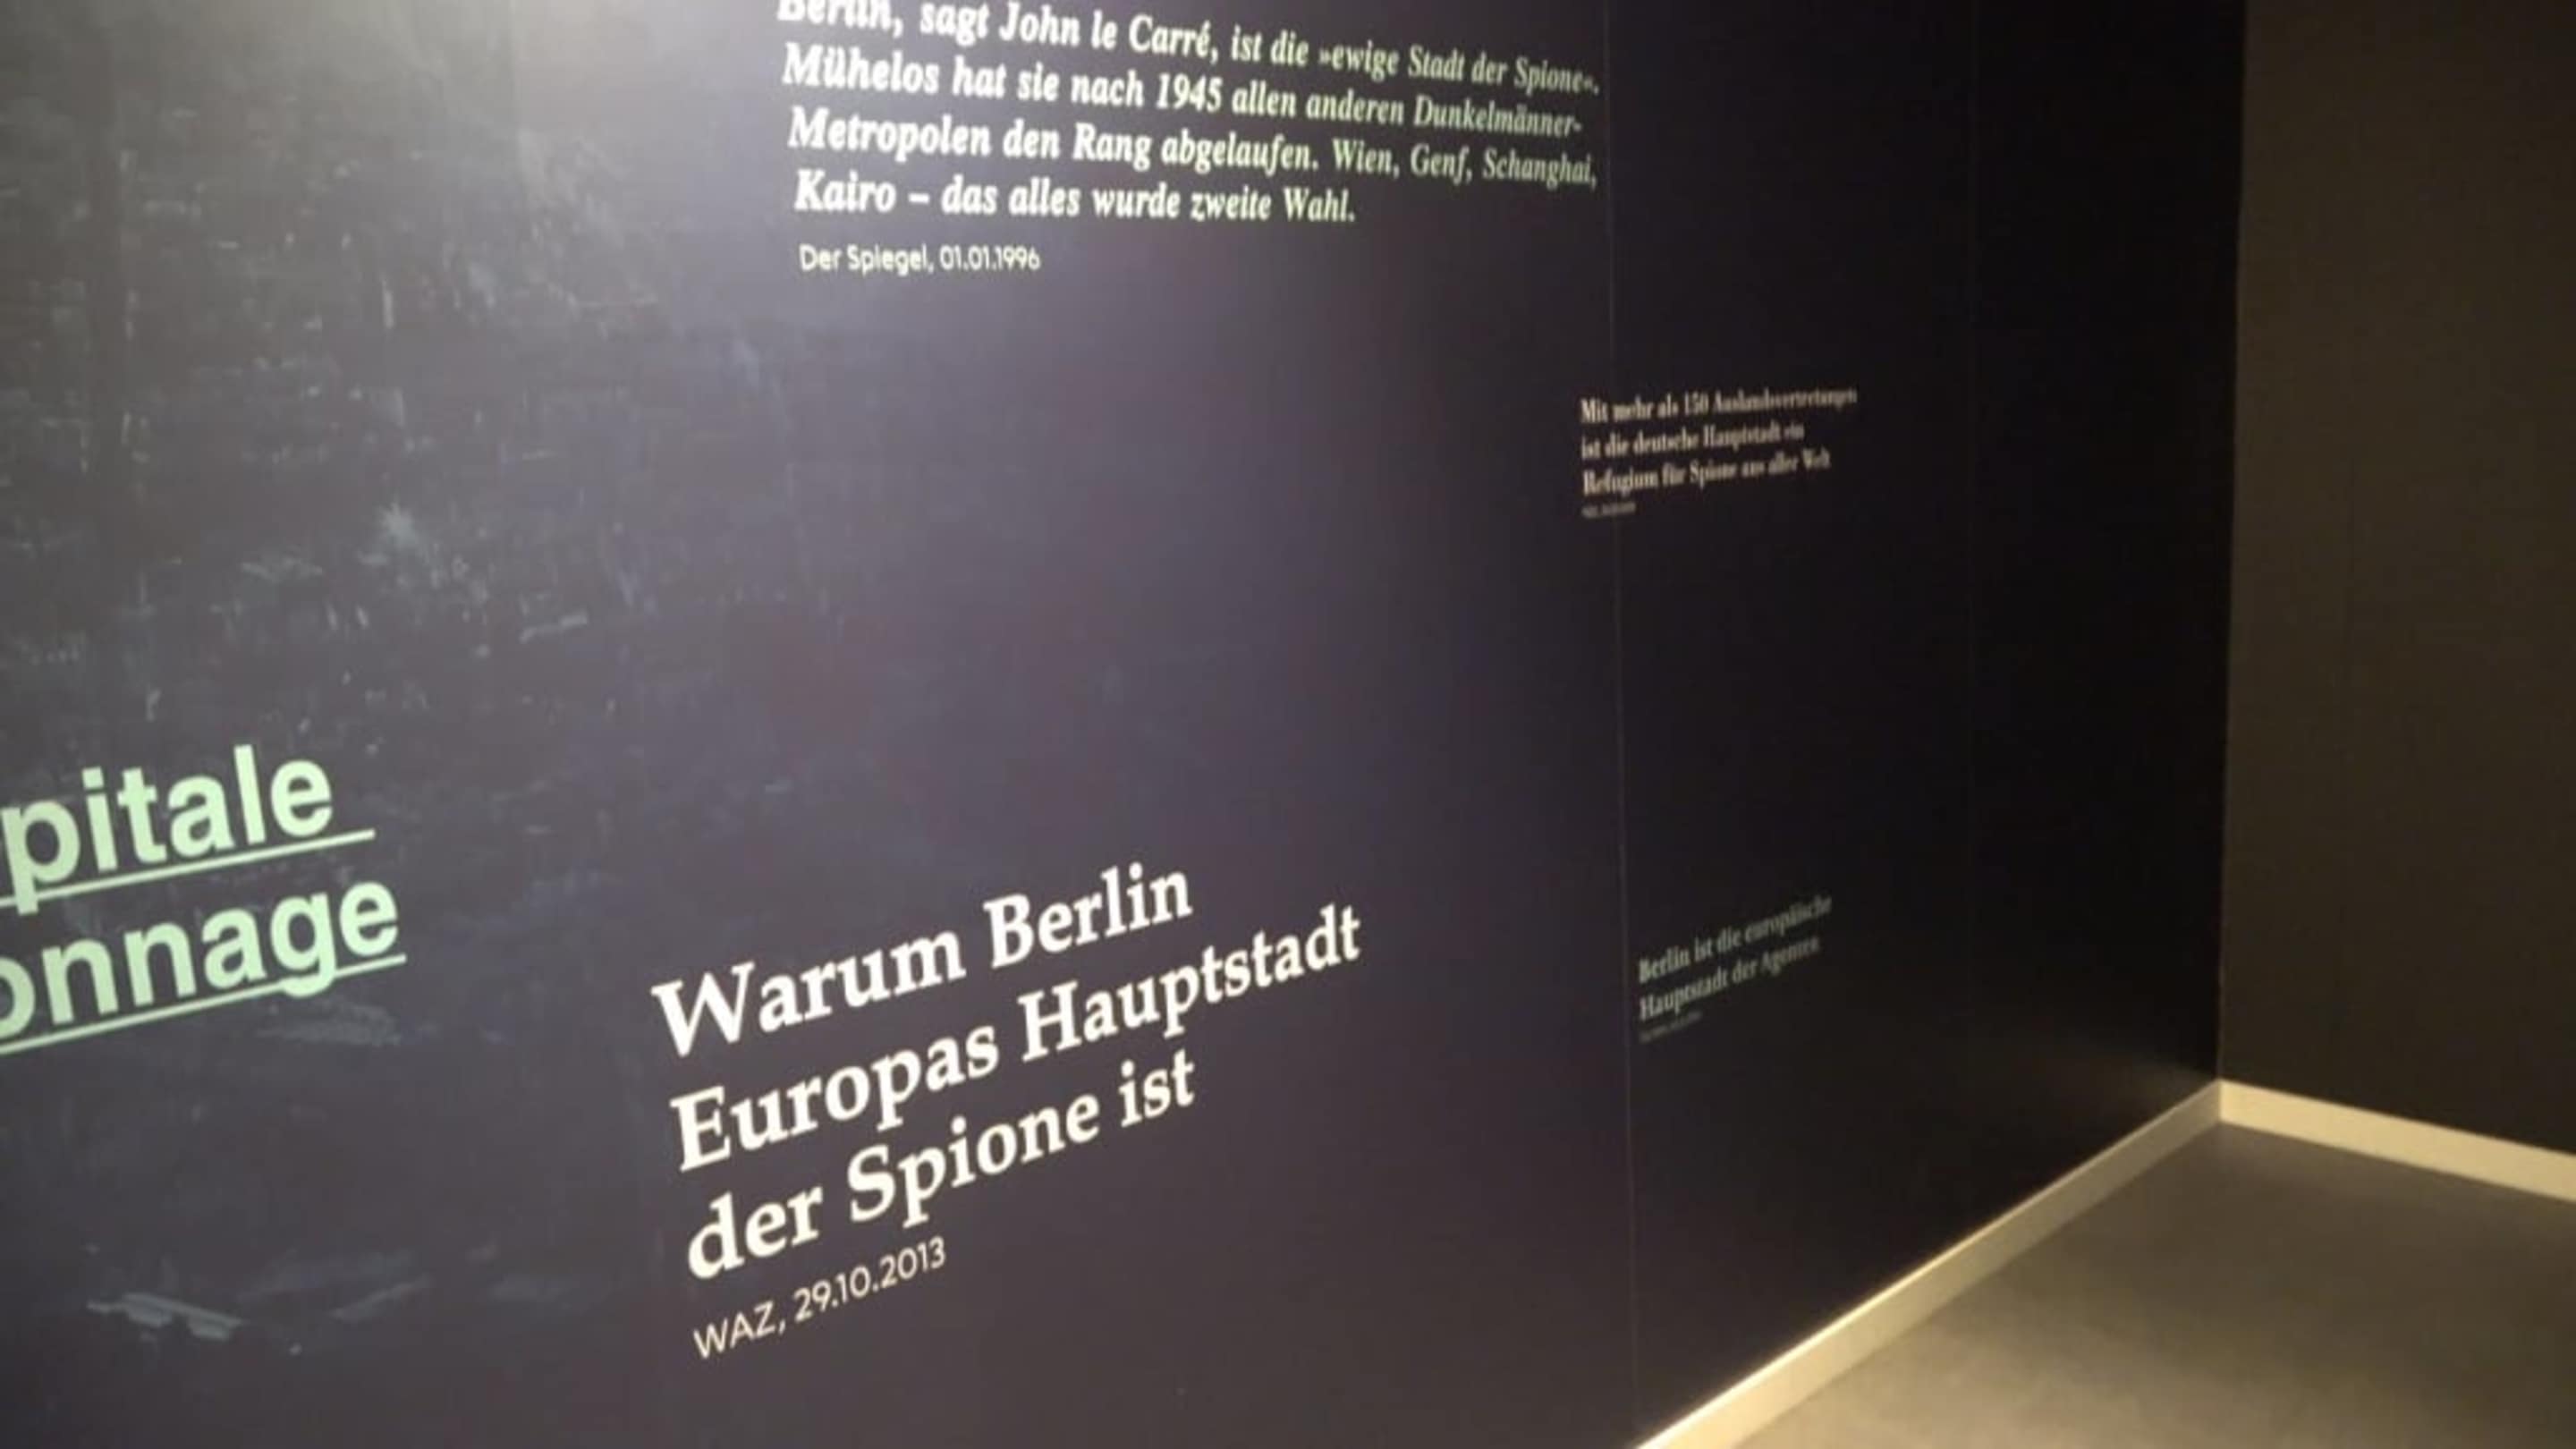 Berlin, sagt John le Carré, ist die »ewige Stadt der Spione«.
Mühelos hat sie nach 1945 allen anderen Dunkelmänner-
Metropolen den Rang abgelaufen. Wien, Genf, Schanghai,
Kairo – das alles wurde zweite Wahl.
Der Spiegel, 01.01.1996
Mit mehr als 150 Auslandsvertretungen
ist die deutsche Hauptstadt ein
Refugium für Spione aus aller Welt
pitale
onnage
Warum Berlin
Europas Hauptstadt
der Spione ist
WAZ, 29.10.2013
Berlin ist die europäische
Hauptstadt der Agenten